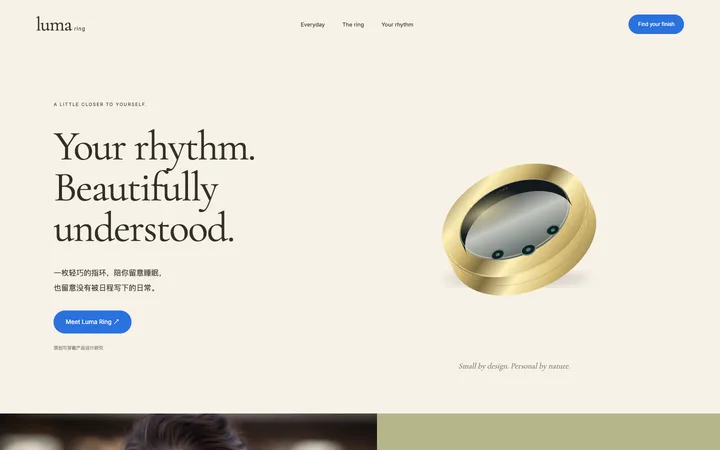 luma ring
Everyday
The ring
Your rhythm
Find your finish
A LITTLE CLOSER TO YOURSELF.
Your rhythm.
Beautifully
understood.
一枚轻巧的指环，陪你留意睡眠，
也留意没有被日程写下的日常。
Meet Luma Ring ↗
Small by design. Personal by nature.